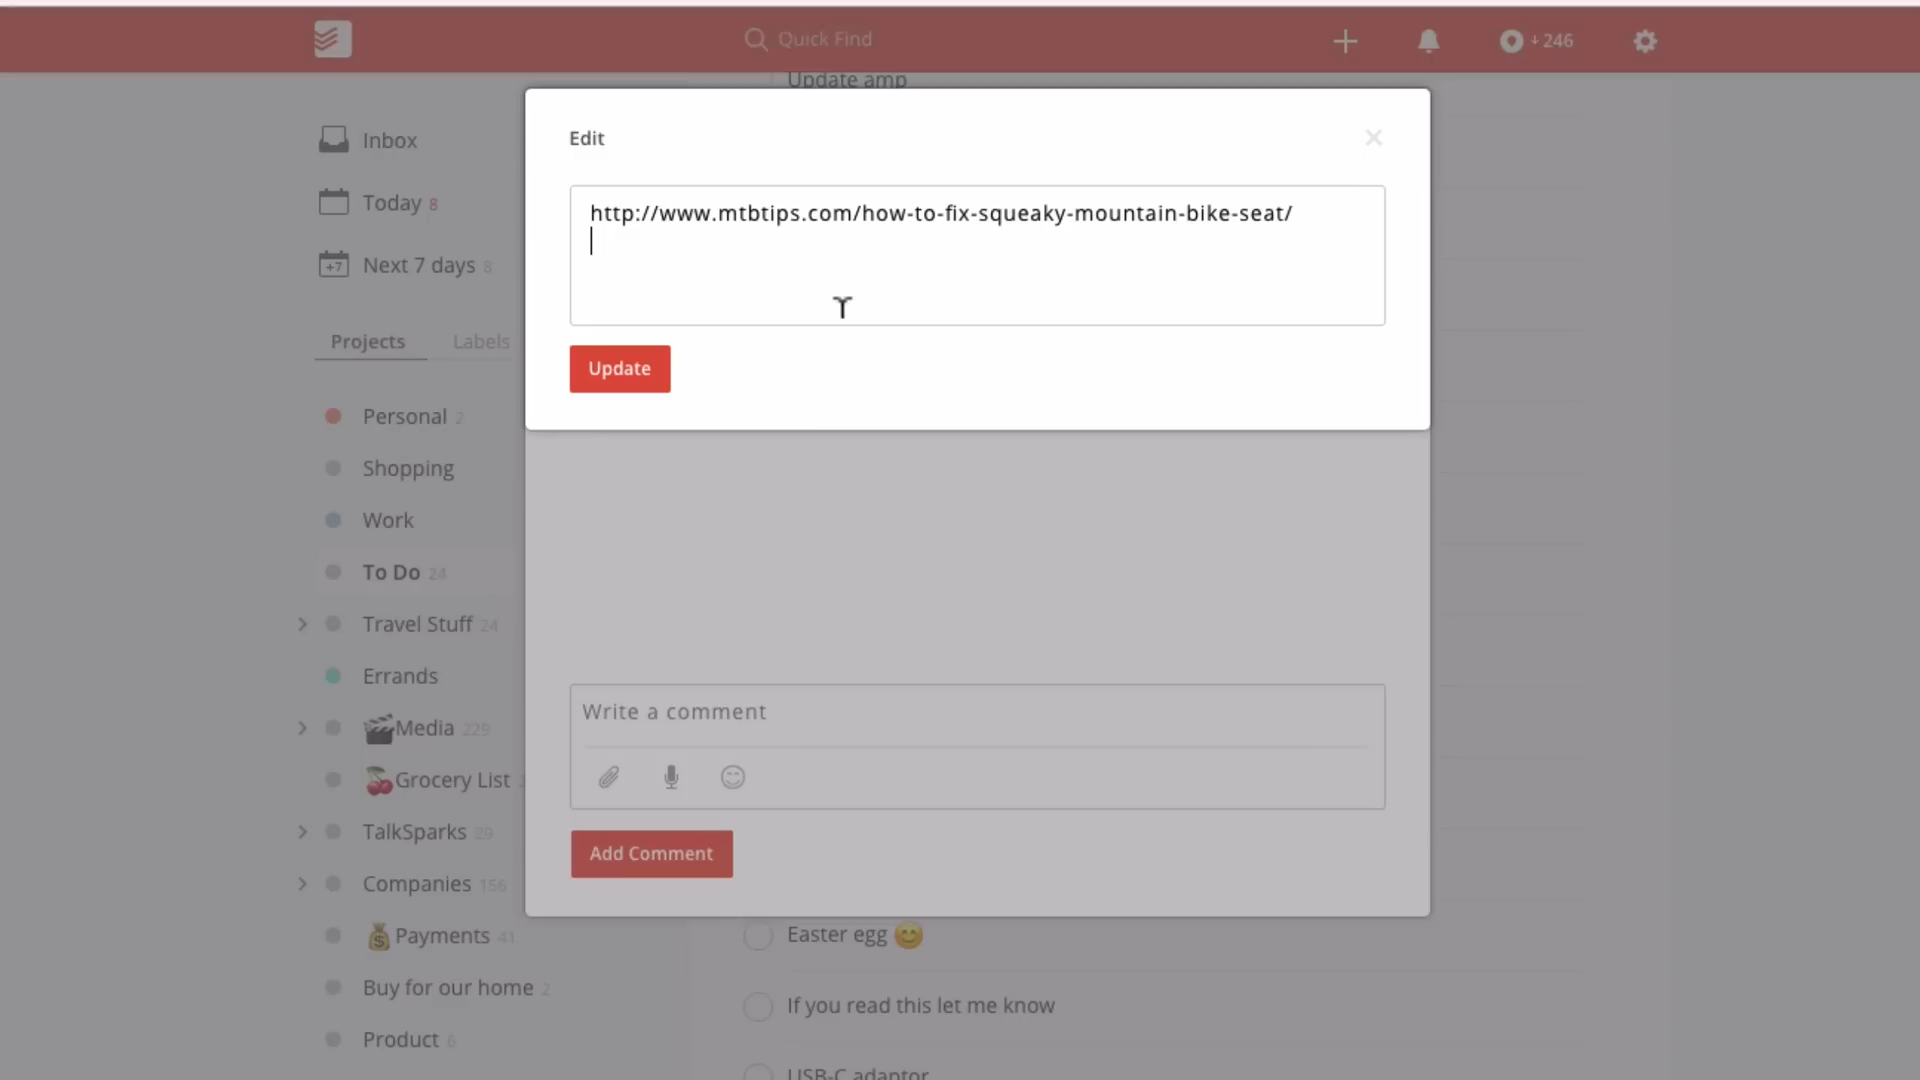 Quick Find
246
Update amp
Inbox
Today 8
Next 7 days 8
Projects Labels
Personal 2
Shopping
Work
To Do 24
Travel Stuff 24
Errands
Media 229
Grocery List
TalkSparks 29
Companies 156
Payments 41
Buy for our home 2
Product 6
Edit
http://www.mtbtips.com/how-to-fix-squeaky-mountain-bike-seat/
Update
Write a comment
Add Comment
Easter egg 😊
If you read this let me know
USB-C adaptor